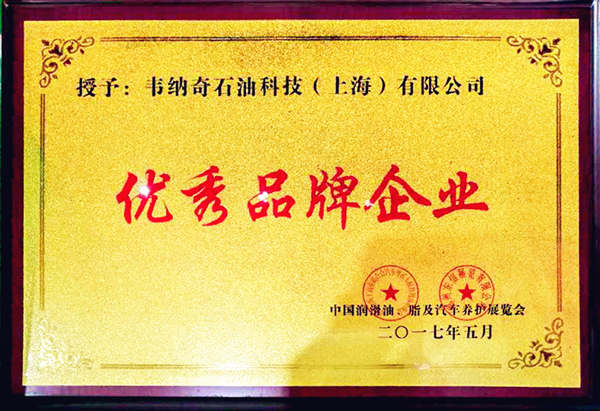 授予：韦纳奇石油科技（上海）有限公司
优秀品牌企业
中国润滑油、脂及汽车养护展览会
二〇一七年五月